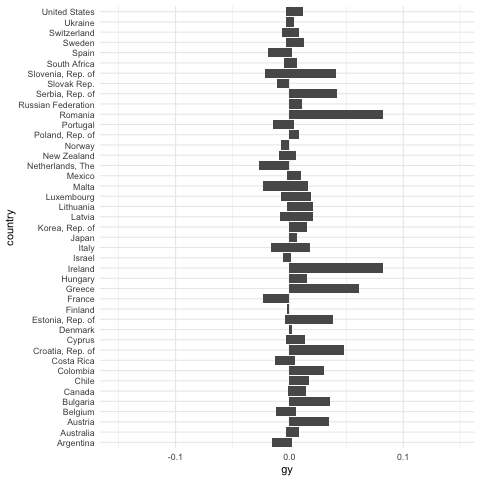 United States
Ukraine
Switzerland
Sweden
Spain
South Africa
Slovenia, Rep. of
Slovak Rep.
Serbia, Rep. of
Russian Federation
Romania
Portugal
Poland, Rep. of
Norway
New Zealand
Netherlands, The
Mexico
Malta
Luxembourg
Lithuania
Latvia
Korea, Rep. of
Japan
Italy
Israel
Ireland
Hungary
Greece
France
Finland
Estonia, Rep. of
Denmark
Cyprus
Croatia, Rep. of
Costa Rica
Colombia
Chile
Canada
Bulgaria
Belgium
Austria
Australia
Argentina
country
-0.1 0.0 0.1
gy